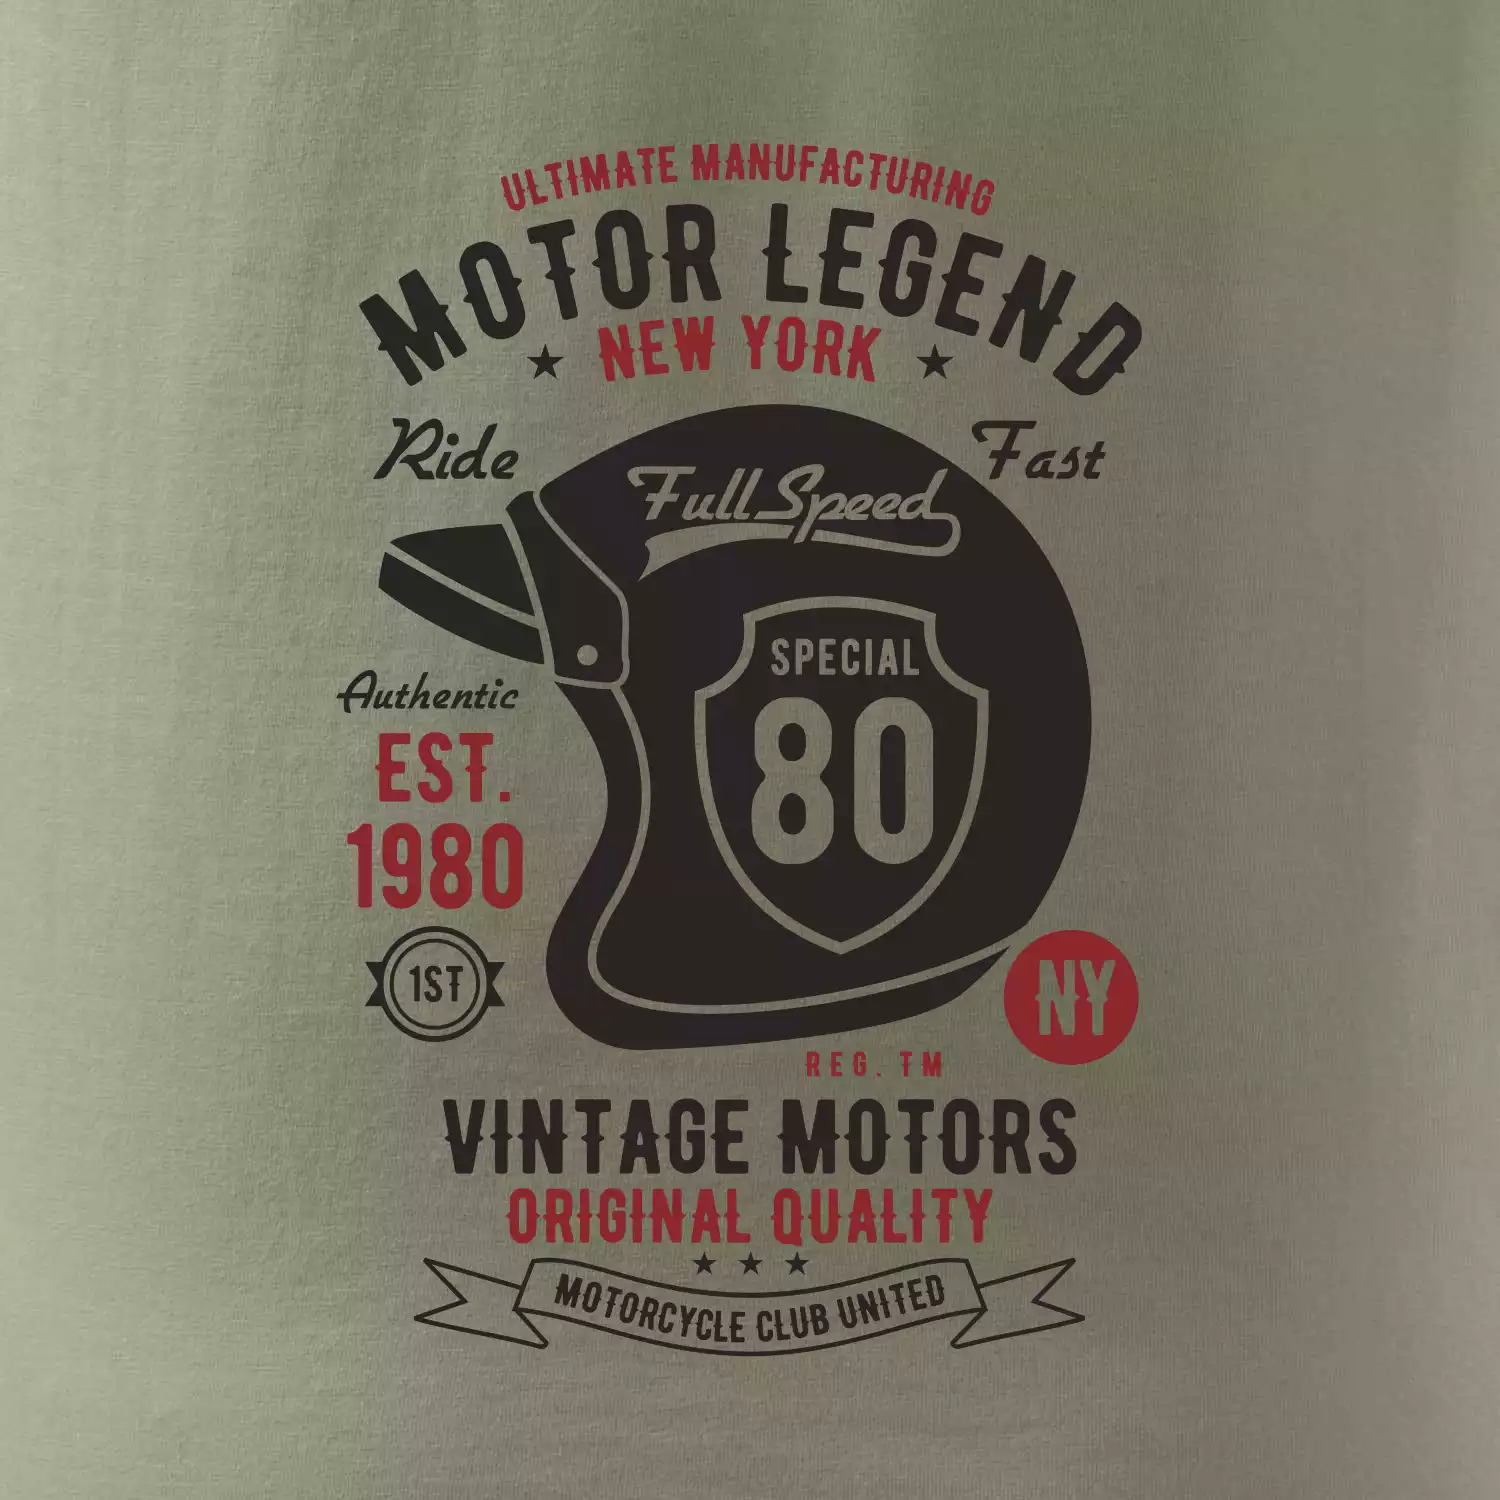 ULTIMATE MANUFACTURING
MOTOR LEGEND
NEW YORK
Ride
Fast
Full Speed
SPECIAL
80
Authentic
EST.
1980
1ST
NY
REG. TM
VINTAGE MOTORS
ORIGINAL QUALITY
MOTORCYCLE CLUB UNITED